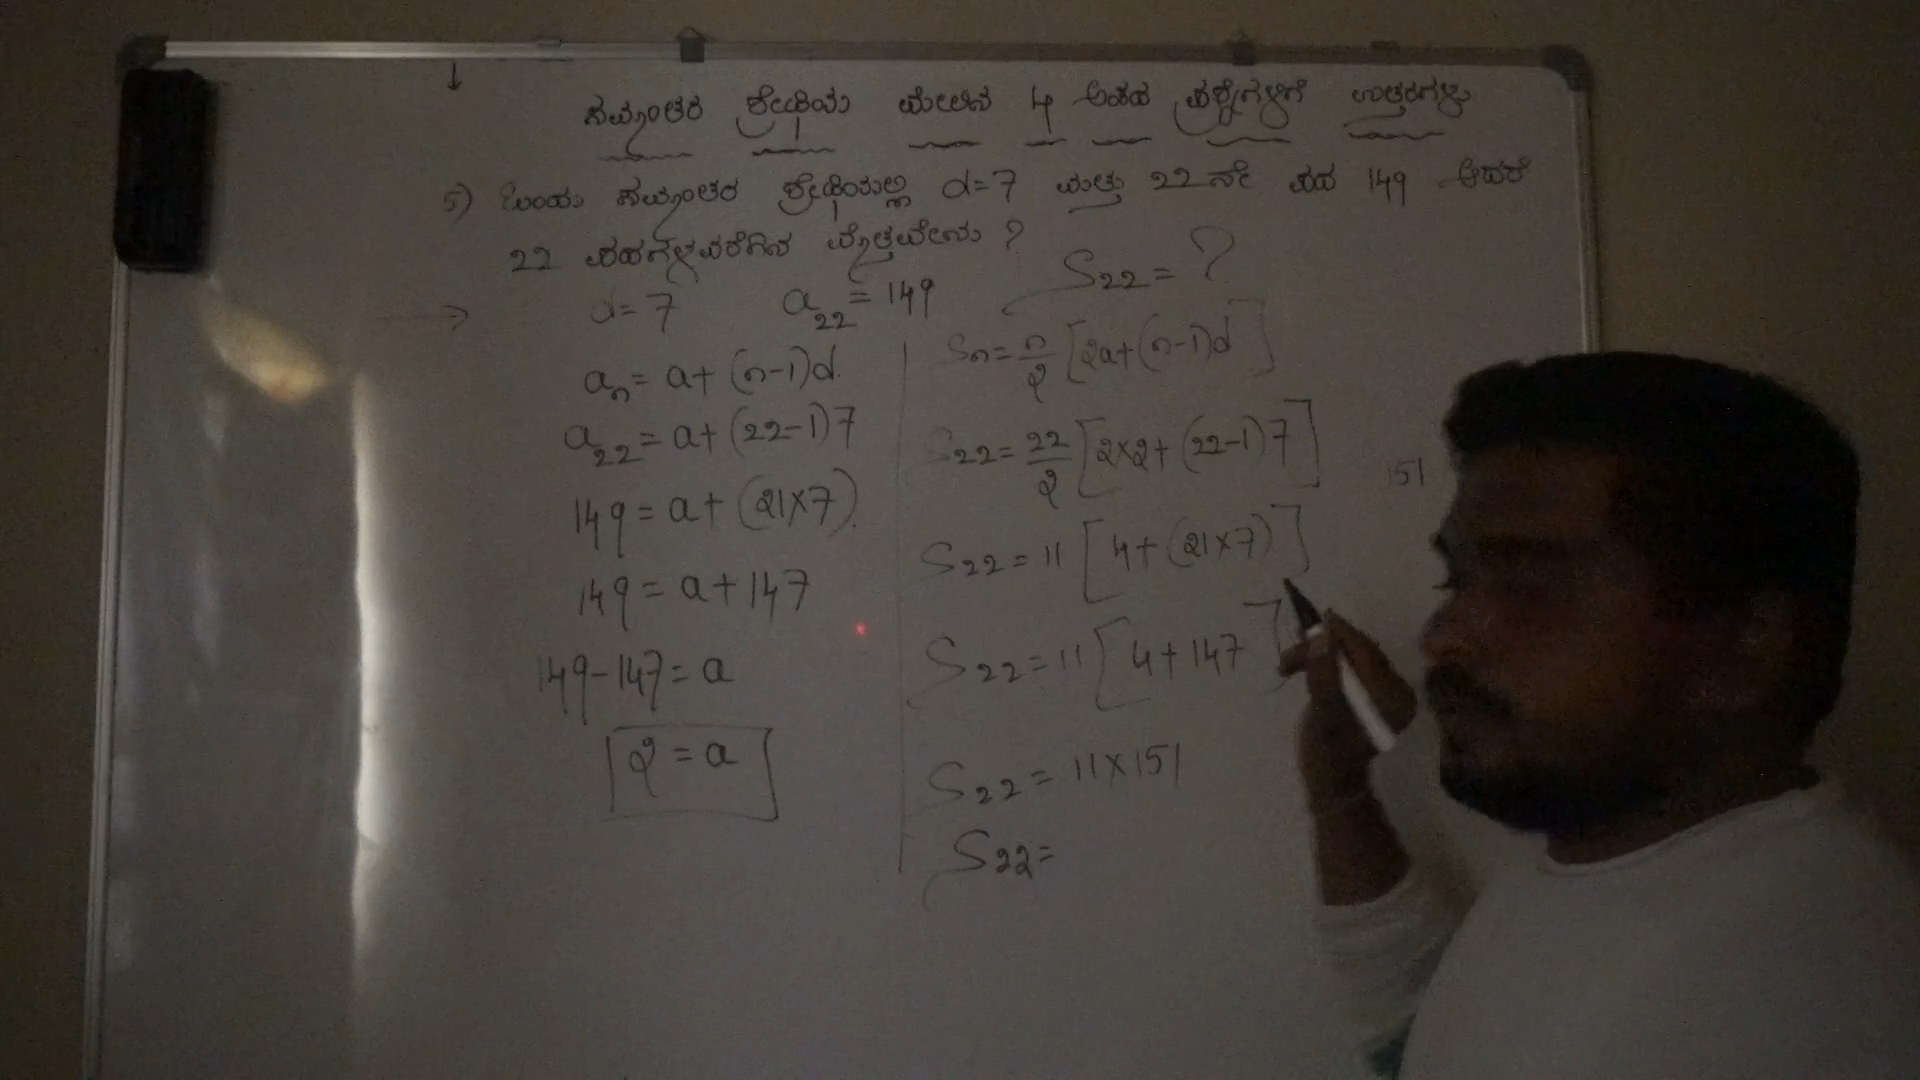 ಸಮಾಂತರ ಶ್ರೇಢಿಯ ಮೇಲಿನ 4 ಅಂಕದ ಪ್ರಶ್ನೆಗಳಿಗೆ ಉತ್ತರಗಳು
5) ಒಂದು ಸಮಾಂತರ ಶ್ರೇಢಿಯಲ್ಲಿ d=7 ಮತ್ತು 22ನೇ ಪದ 149 ಆದರೆ
22 ಪದಗಳವರೆಗಿನ ಮೊತ್ತವೇನು ?
d=7 a₂₂=149 S₂₂=?
aₙ=a+(n-1)d.
a₂₂=a+(22-1)7
149=a+(21×7).
149=a+147
149-147=a
2=a
Sₙ=n/2[2a+(n-1)d]
S₂₂=22/2[2×2+(22-1)7]
S₂₂=11[4+(21×7)]
S₂₂=11[4+147]
S₂₂=11×151
S₂₂=
151